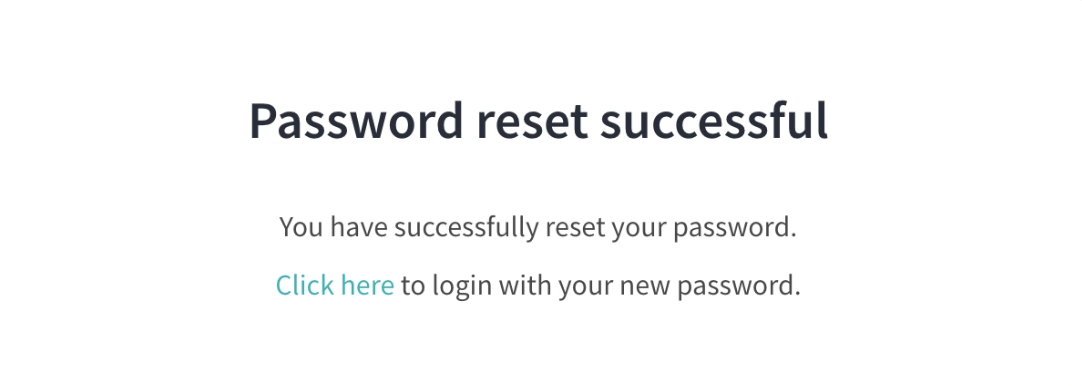 Password reset successful
You have successfully reset your password.
Click here to login with your new password.